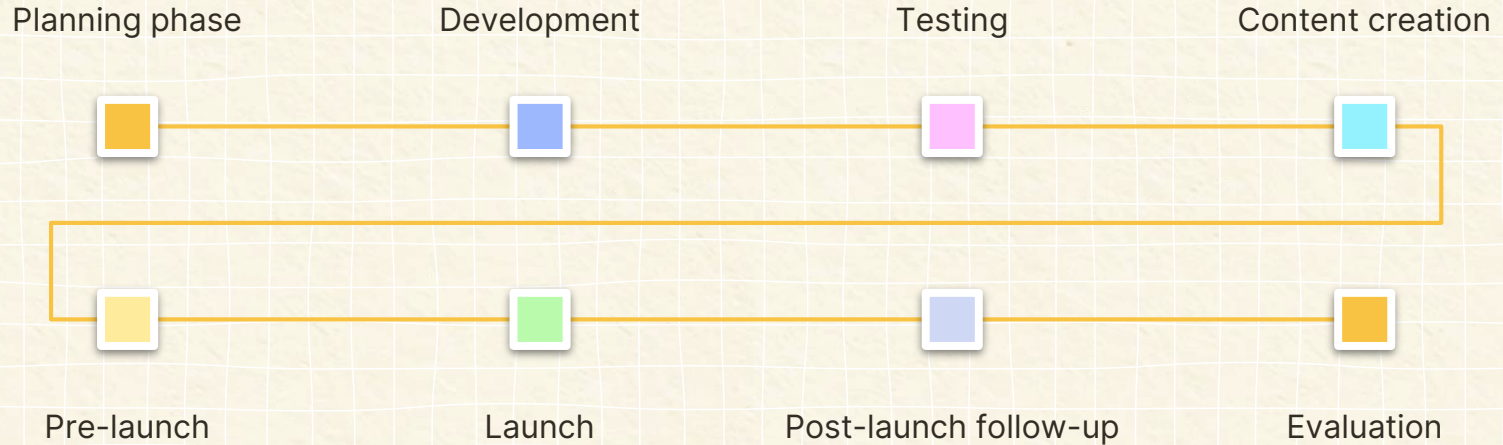 Planning phase
Development
Testing
Content creation
Pre-launch
Launch
Post-launch follow-up
Evaluation